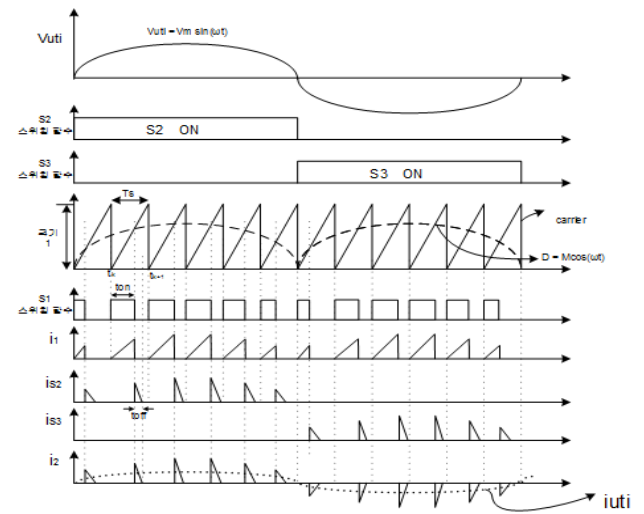 Vuti
Vuti = Vm sin(ωt)
S2
스위칭 함수
S2 ON
S3
스위칭 함수
S3 ON
Ts
크기
1
carrier
D = Mcos(ωt)
tk
tk+1
ton
S1
스위칭 함수
i1
is2
toff
is3
i2
iuti